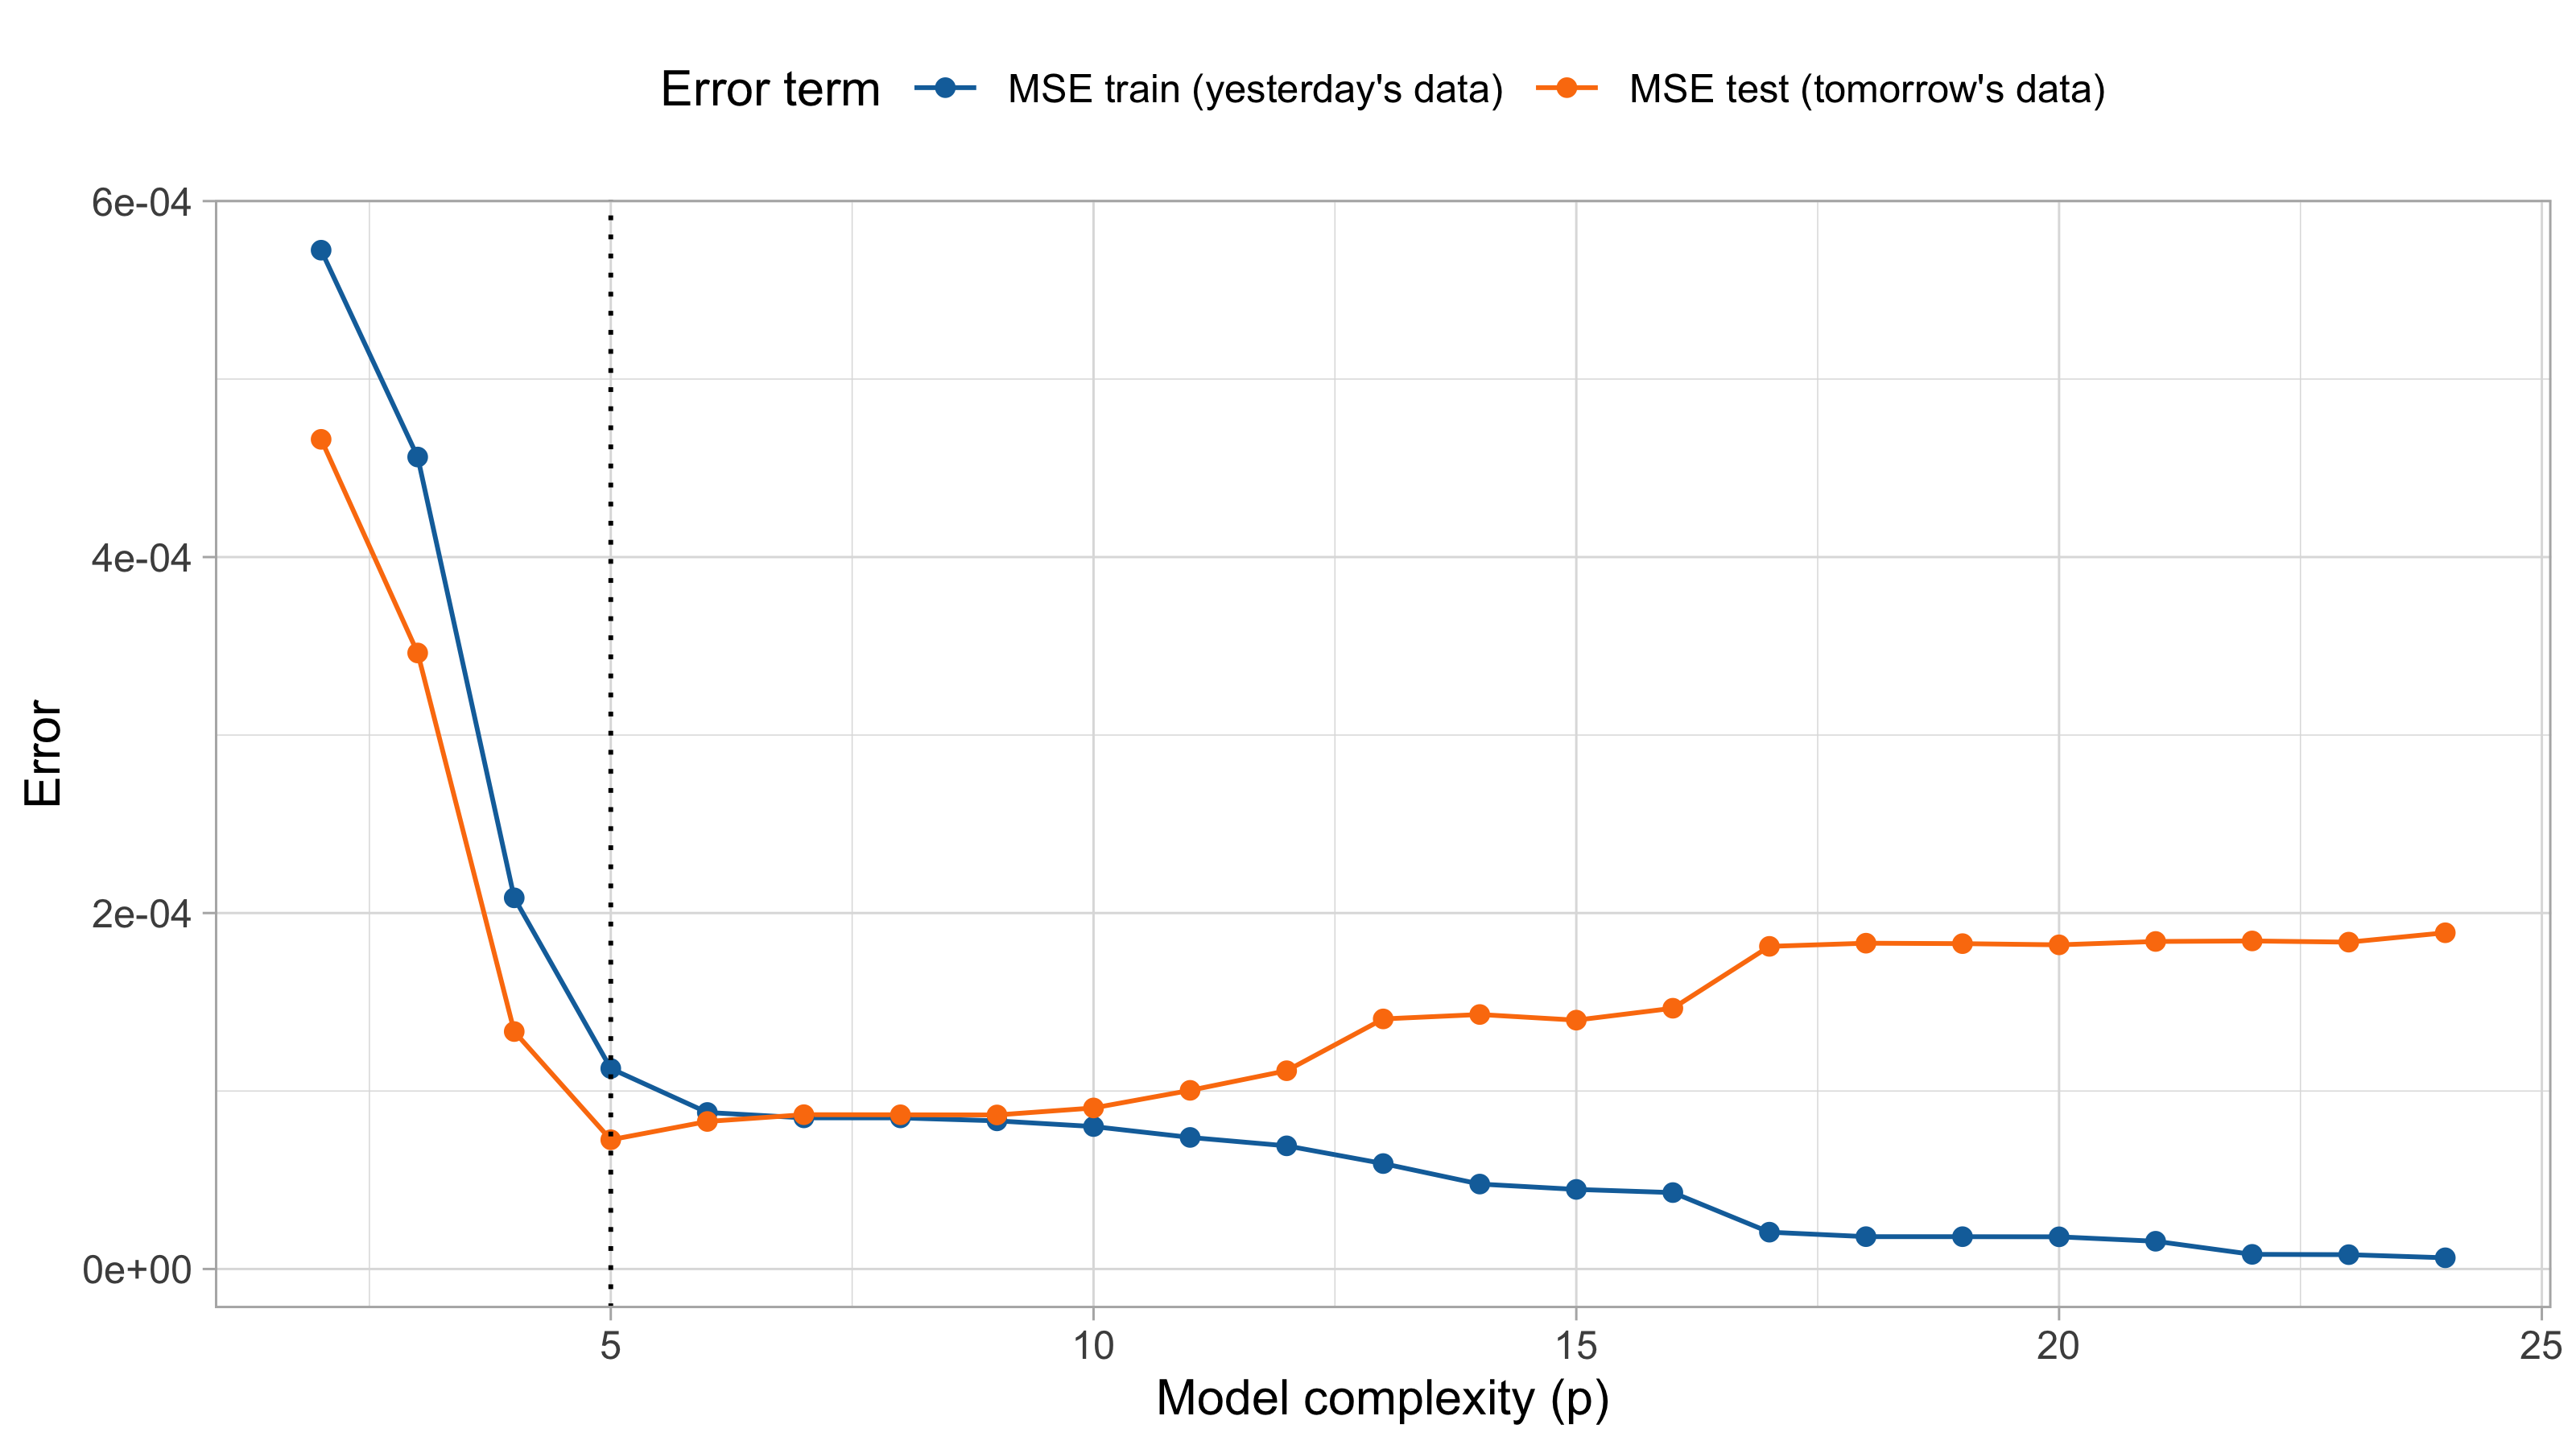 Error term MSE train (yesterday's data) MSE test (tomorrow's data)
6e-04
4e-04
2e-04
0e+00
Error
5 10 15 20 25
Model complexity (p)